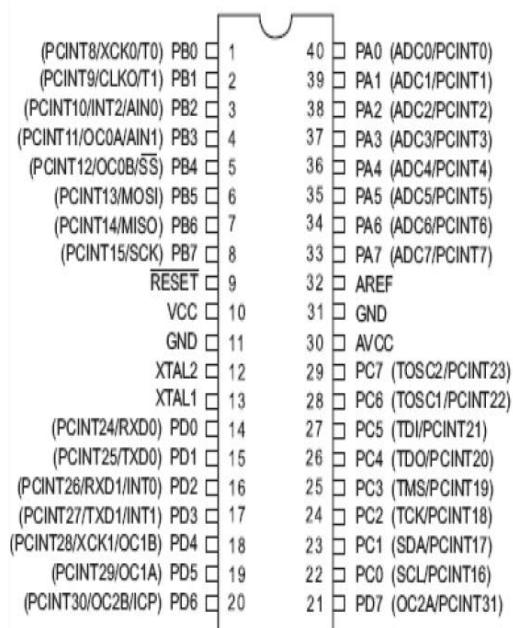 (PCINT8/XCK0/T0) PB0 1 40 PA0 (ADC0/PCINT0)
(PCINT9/CLKO/T1) PB1 2 39 PA1 (ADC1/PCINT1)
(PCINT10/INT2/AIN0) PB2 3 38 PA2 (ADC2/PCINT2)
(PCINT11/OC0A/AIN1) PB3 4 37 PA3 (ADC3/PCINT3)
(PCINT12/OC0B/S̅S̅) PB4 5 36 PA4 (ADC4/PCINT4)
(PCINT13/MOSI) PB5 6 35 PA5 (ADC5/PCINT5)
(PCINT14/MISO) PB6 7 34 PA6 (ADC6/PCINT6)
(PCINT15/SCK) PB7 8 33 PA7 (ADC7/PCINT7)
R̅E̅S̅E̅T̅ 9 32 AREF
VCC 10 31 GND
GND 11 30 AVCC
XTAL2 12 29 PC7 (TOSC2/PCINT23)
XTAL1 13 28 PC6 (TOSC1/PCINT22)
(PCINT24/RXD0) PD0 14 27 PC5 (TDI/PCINT21)
(PCINT25/TXD0) PD1 15 26 PC4 (TDO/PCINT20)
(PCINT26/RXD1/INT0) PD2 16 25 PC3 (TMS/PCINT19)
(PCINT27/TXD1/INT1) PD3 17 24 PC2 (TCK/PCINT18)
(PCINT28/XCK1/OC1B) PD4 18 23 PC1 (SDA/PCINT17)
(PCINT29/OC1A) PD5 19 22 PC0 (SCL/PCINT16)
(PCINT30/OC2B/ICP) PD6 20 21 PD7 (OC2A/PCINT31)